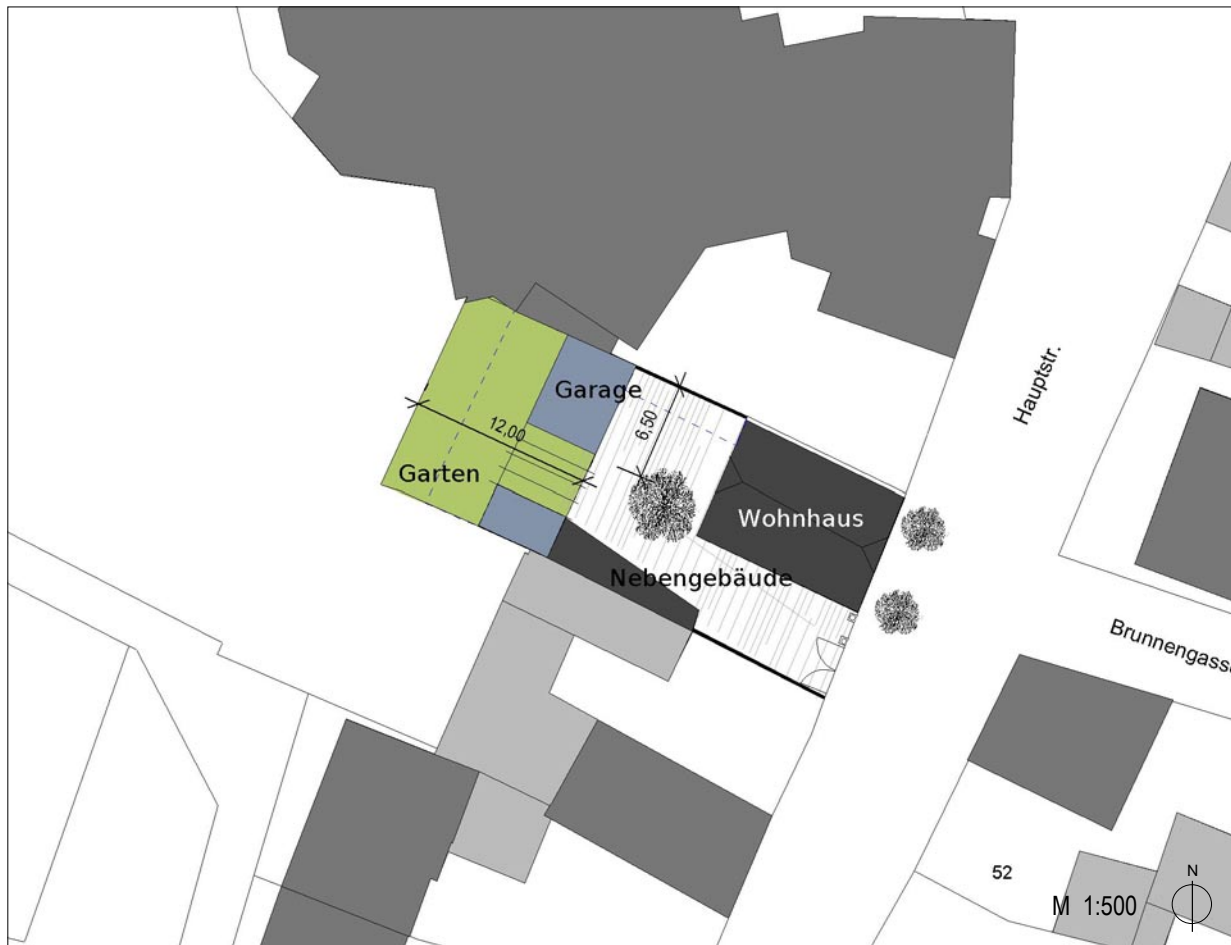 Garage
Hauptstr.
12,00
6,50
Garten
Wohnhaus
Nebengebäude
Brunnengass
52
N
M 1:500